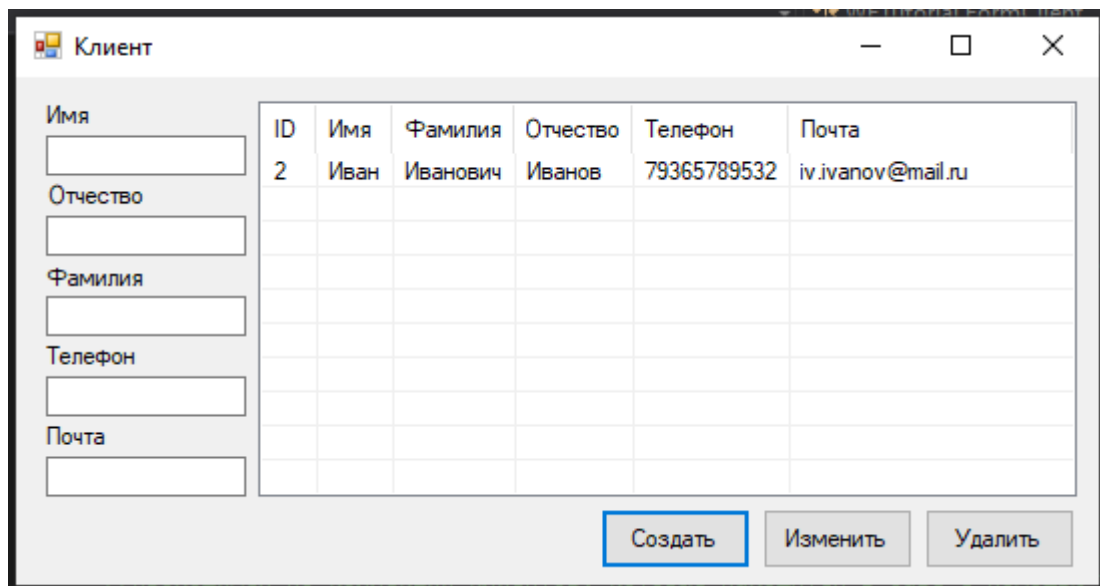 Клиент
Имя
Отчество
Фамилия
Телефон
Почта
ID Имя Фамилия Отчество Телефон Почта
2 Иван Иванович Иванов 79365789532 iv.ivanov@mail.ru
Создать Изменить Удалить